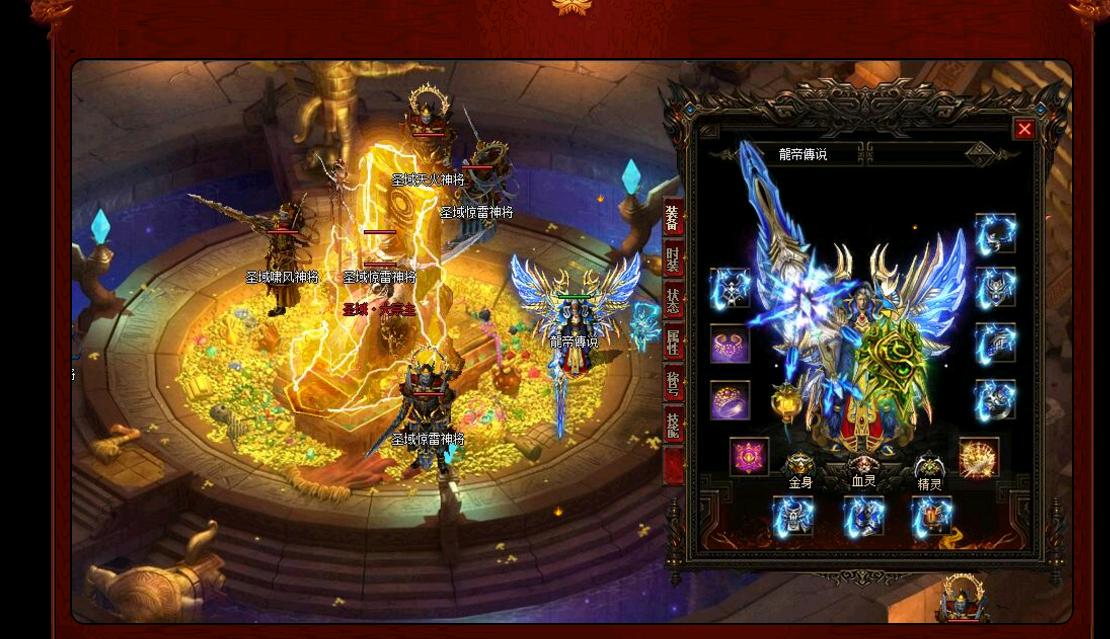 圣域天火神将
圣域惊雷神将
圣域啸风神将
圣域惊雷神将
圣域·大宗主
龍帝傳说
圣域惊雷神将
将
龍帝傳说
装备
时装
状态
属性
称号
技能
金身
血灵
精灵